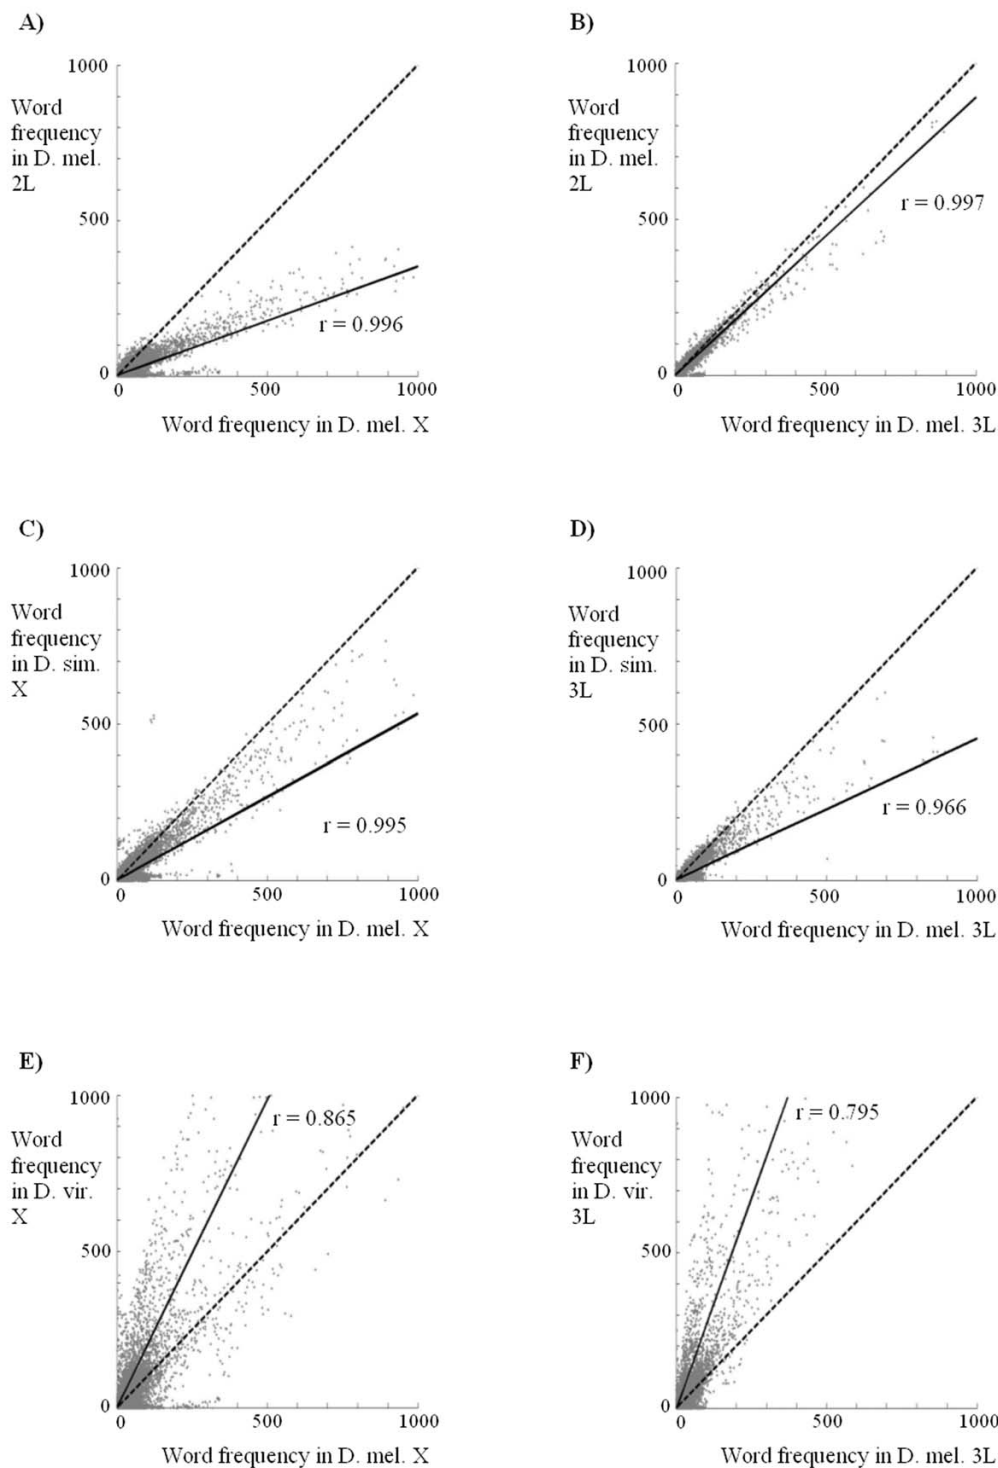 A)
1000
Word
frequency
in D. mel.
2L
500
r = 0.996
0
0 500 1000
Word frequency in D. mel. X
B)
1000
Word
frequency
in D. mel.
2L
500
r = 0.997
0
0 500 1000
Word frequency in D. mel. 3L
C)
1000
Word
frequency
in D. sim.
X
500
r = 0.995
0
0 500 1000
Word frequency in D. mel. X
D)
1000
Word
frequency
in D. sim.
3L
500
r = 0.966
0
0 500 1000
Word frequency in D. mel. 3L
E)
1000
r = 0.865
Word
frequency
in D. vir.
X
500
0
0 500 1000
Word frequency in D. mel. X
F)
1000
r = 0.795
Word
frequency
in D. vir.
3L
500
0
0 500 1000
Word frequency in D. mel. 3L